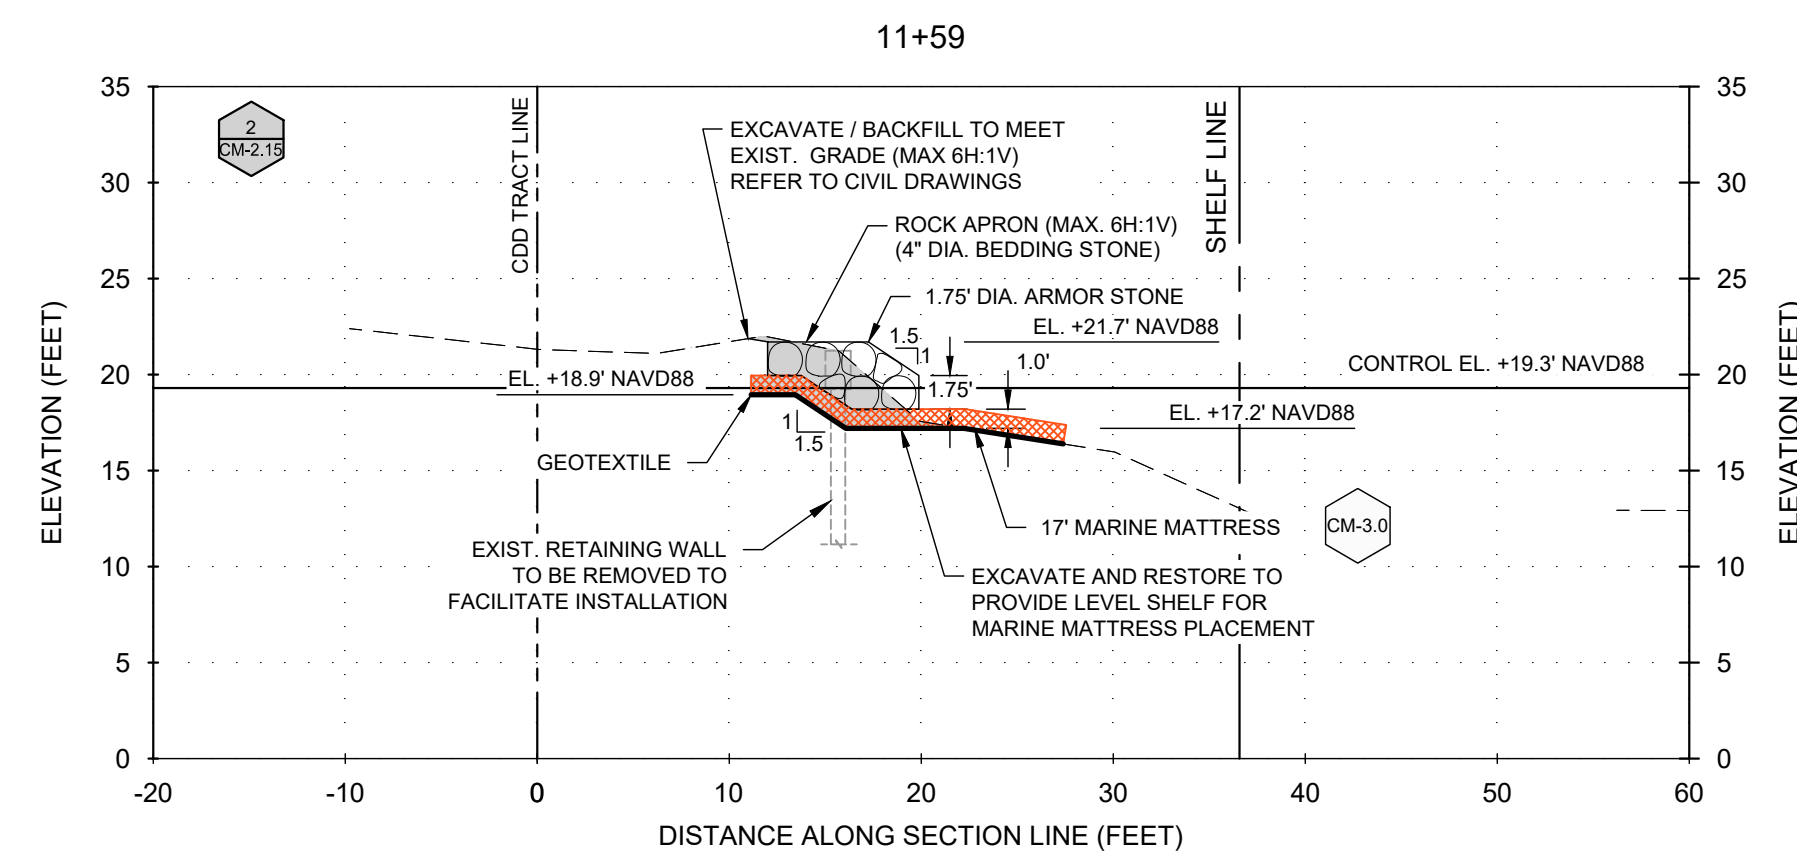 11+59
35
30
25
20
15
10
5
0
ELEVATION (FEET)
2
CM-2.15
CDD TRACT LINE
EXCAVATE / BACKFILL TO MEET
EXIST. GRADE (MAX 6H:1V)
REFER TO CIVIL DRAWINGS
ROCK APRON (MAX. 6H:1V)
(4" DIA. BEDDING STONE)
1.75' DIA. ARMOR STONE
SHELF LINE
EL. +21.7' NAVD88
1.5
1
1.0'
1.75'
CONTROL EL. +19.3' NAVD88
EL. +18.9' NAVD88
EL. +17.2' NAVD88
1
1.5
GEOTEXTILE
17' MARINE MATTRESS
CM-3.0
EXIST. RETAINING WALL
TO BE REMOVED TO
FACILITATE INSTALLATION
EXCAVATE AND RESTORE TO
PROVIDE LEVEL SHELF FOR
MARINE MATTRESS PLACEMENT
35
30
25
20
15
10
5
0
ELEVATION (FEET)
-20 -10 0 10 20 30 40 50 60
DISTANCE ALONG SECTION LINE (FEET)